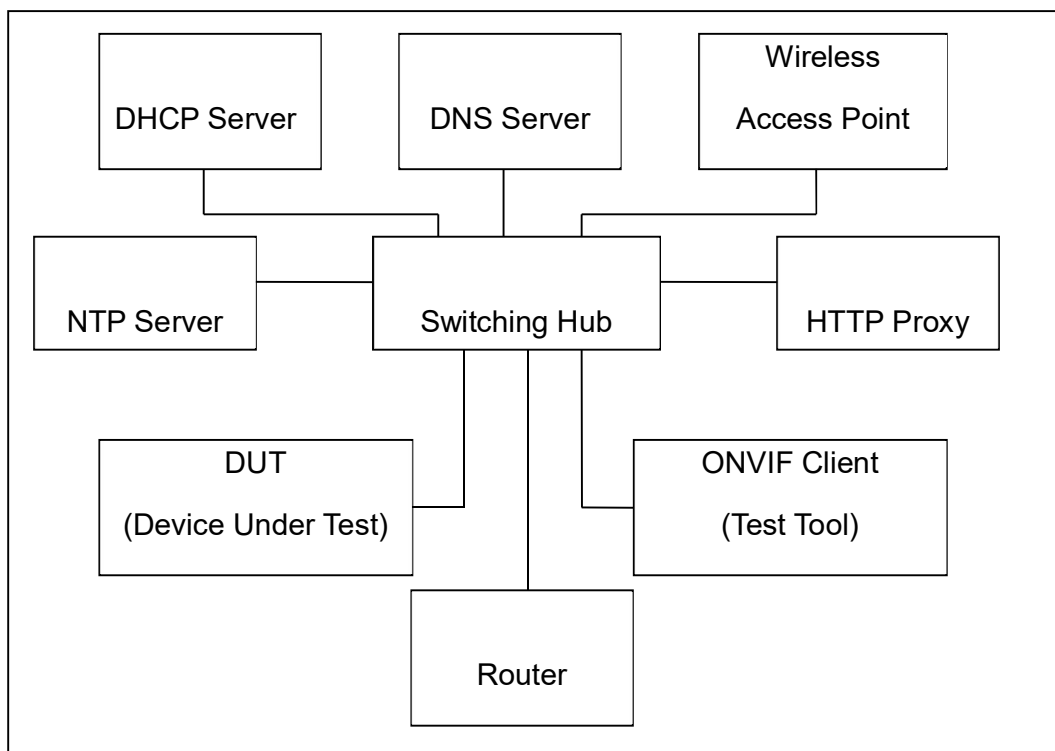 Wireless
DHCP Server
DNS Server
Access Point
NTP Server
Switching Hub
HTTP Proxy
DUT
(Device Under Test)
ONVIF Client
(Test Tool)
Router